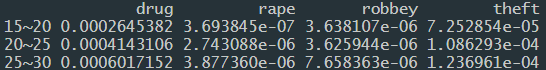 drug rape robbey theft
15~20 0.0002645382 3.693845e-07 3.638107e-06 7.252854e-05
20~25 0.0004143106 2.743088e-06 3.625944e-06 1.086293e-04
25~30 0.0006017152 3.877360e-06 7.658363e-06 1.236961e-04